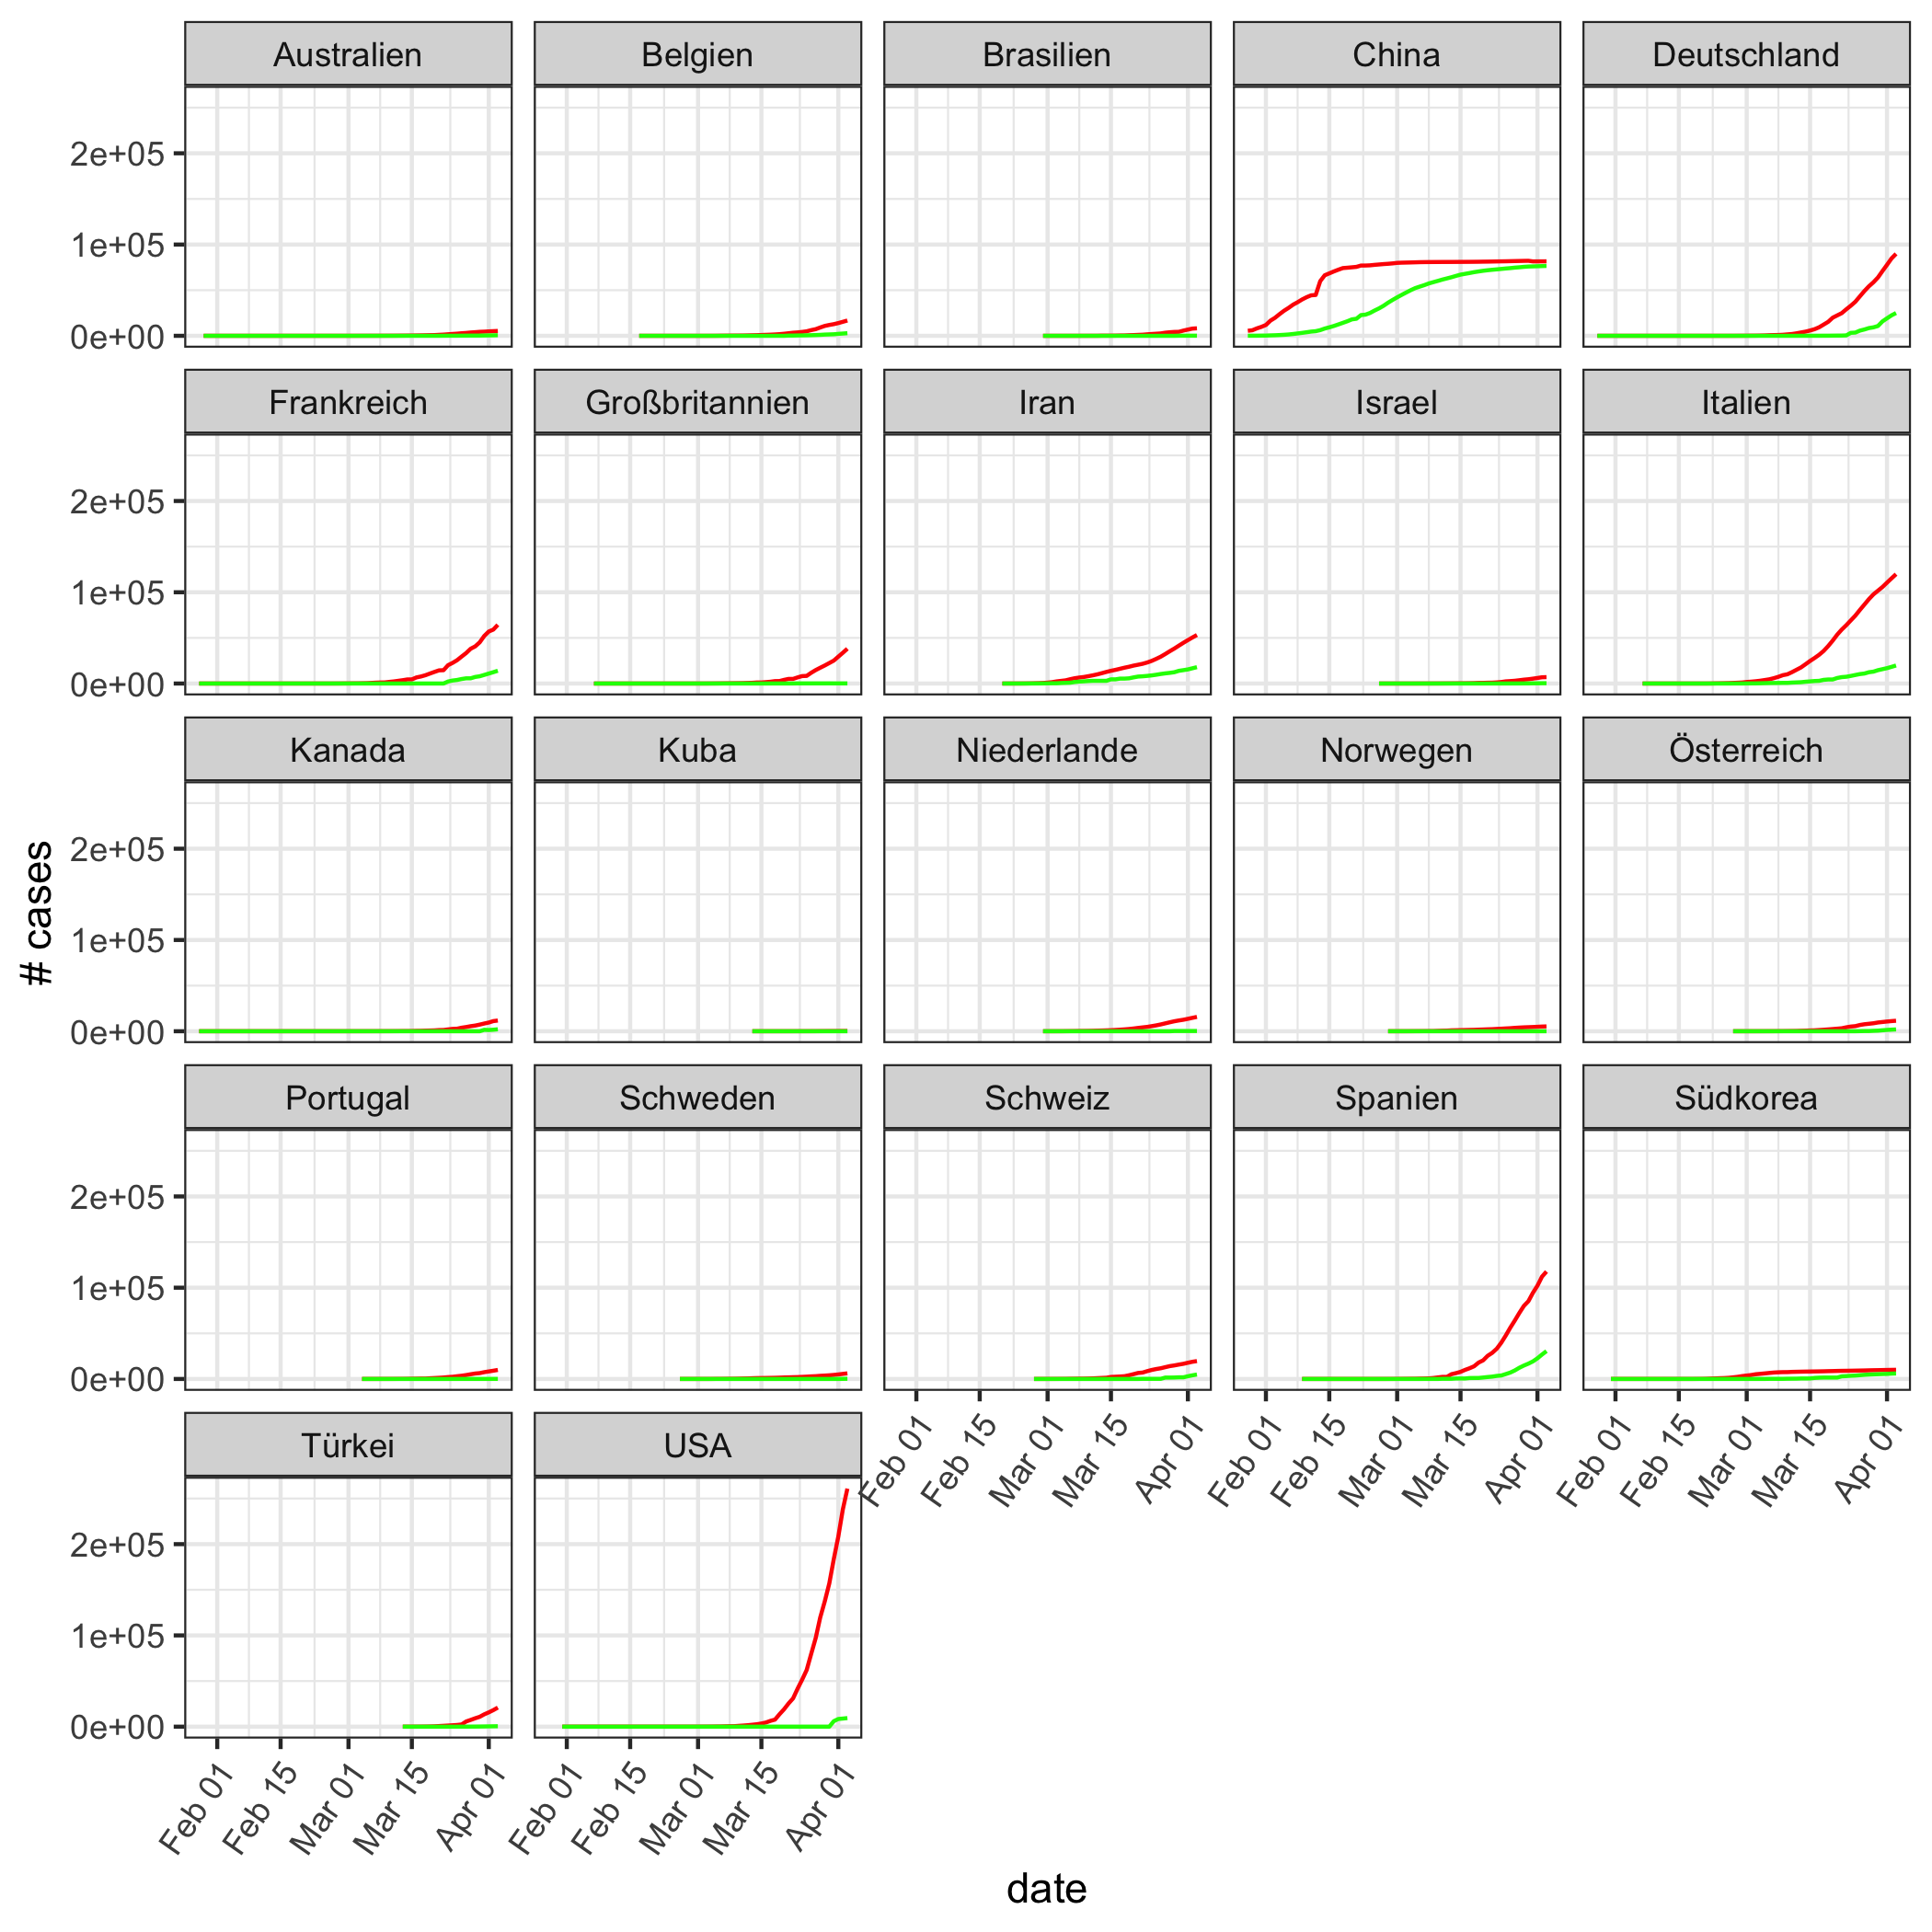 Australien
Belgien
Brasilien
China
Deutschland
2e+05
1e+05
0e+00
Frankreich
Großbritannien
Iran
Israel
Italien
2e+05
1e+05
0e+00
Kanada
Kuba
Niederlande
Norwegen
Österreich
2e+05
1e+05
0e+00
# cases
Portugal
Schweden
Schweiz
Spanien
Südkorea
2e+05
1e+05
0e+00
Feb 01
Feb 15
Mar 01
Mar 15
Apr 01
Feb 01
Feb 15
Mar 01
Mar 15
Apr 01
Feb 01
Feb 15
Mar 01
Mar 15
Apr 01
Türkei
USA
2e+05
1e+05
0e+00
Feb 01
Feb 15
Mar 01
Mar 15
Apr 01
Feb 01
Feb 15
Mar 01
Mar 15
Apr 01
date